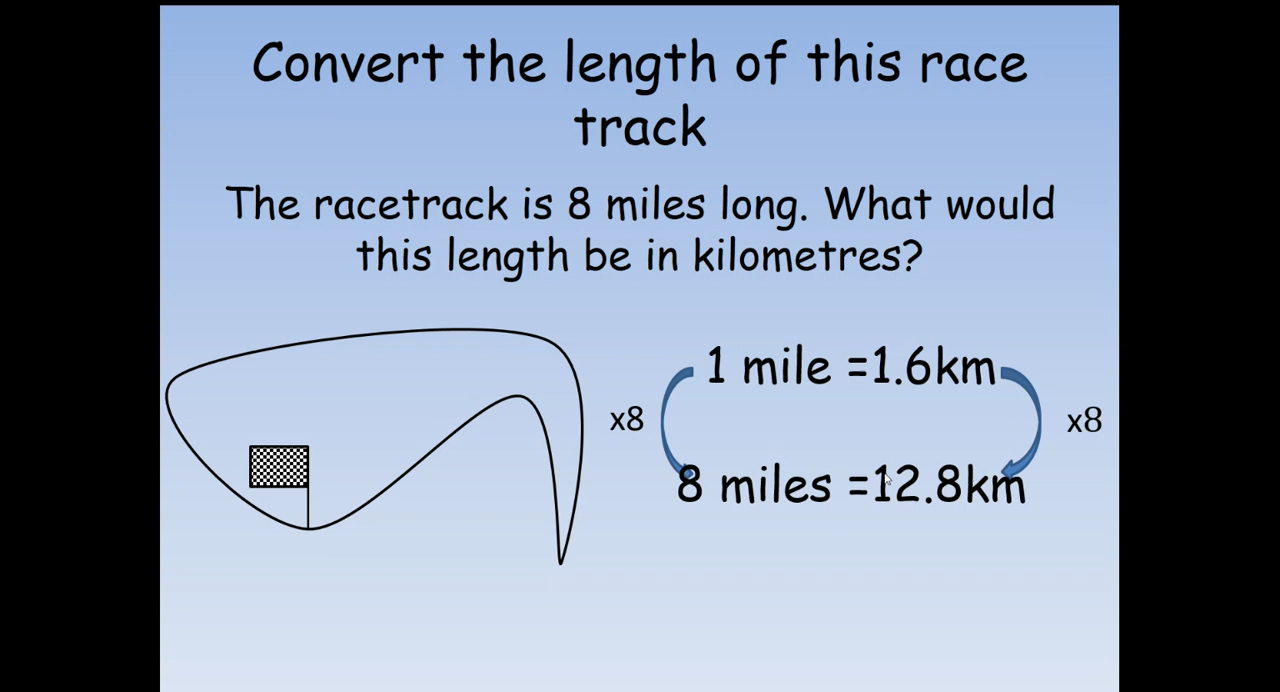 Convert the length of this race
track
The racetrack is 8 miles long. What would
this length be in kilometres?
1 mile =1.6km
x8
x8
8 miles =12.8km